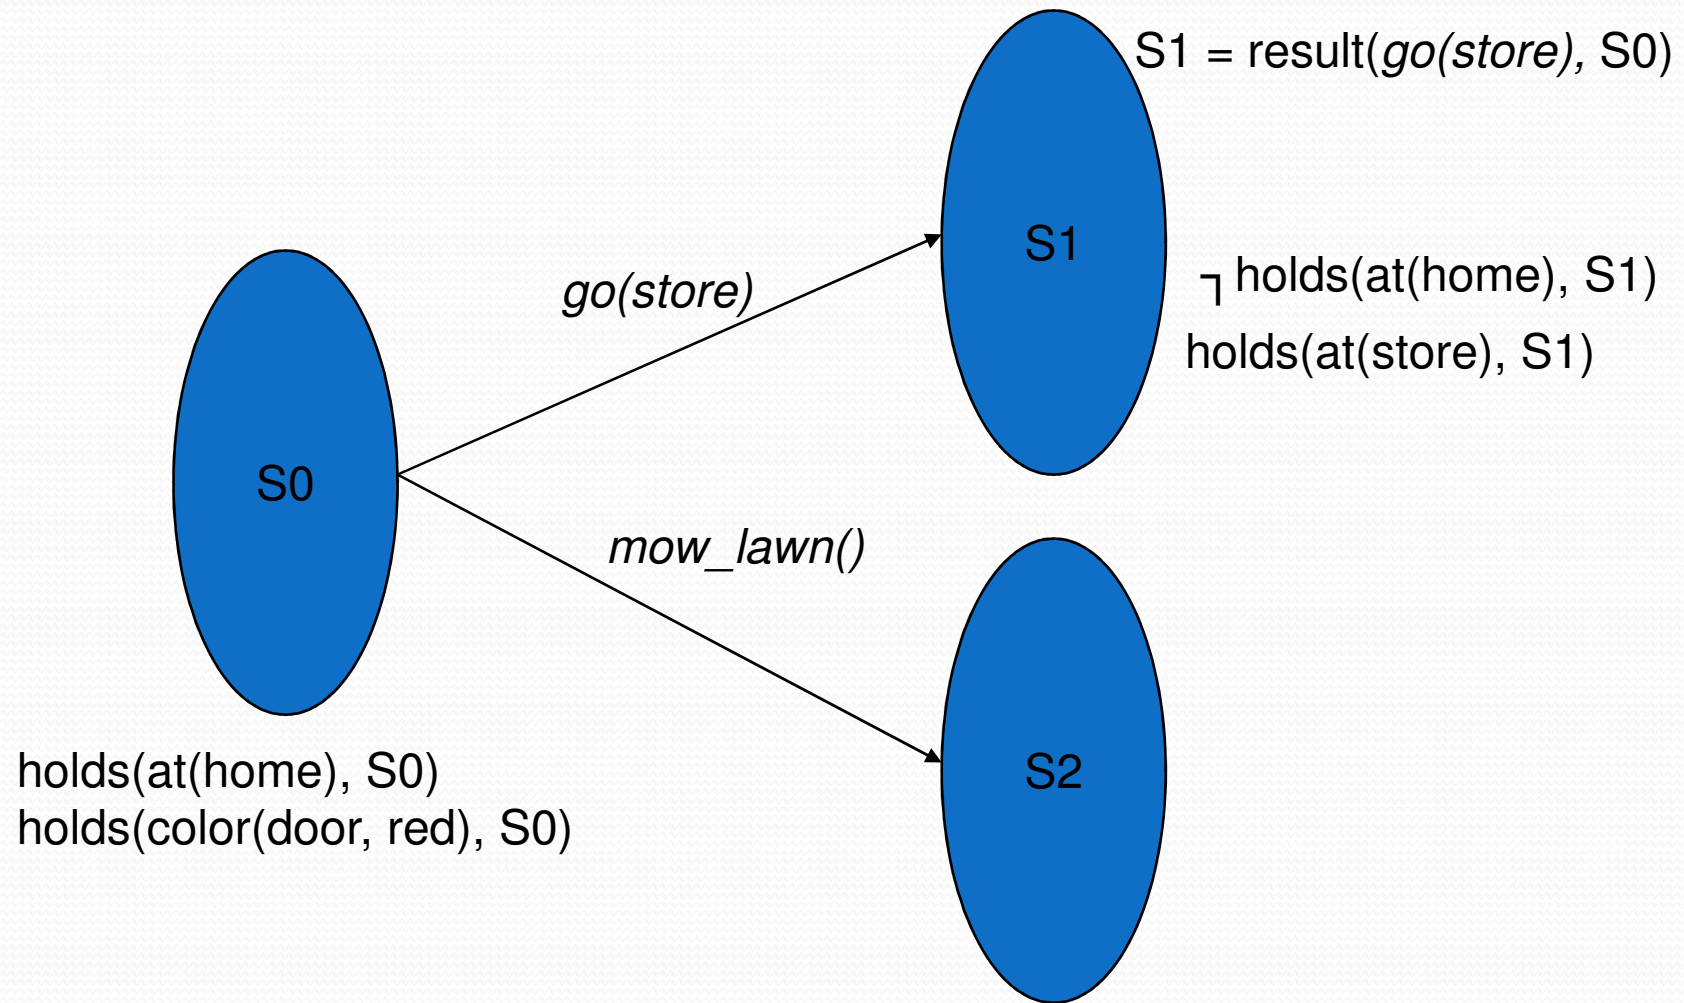 S1 = result(go(store), S0)
S1
¬holds(at(home), S1)
go(store)
holds(at(store), S1)
S0
mow_lawn()
holds(at(home), S0)
S2
holds(color(door, red), S0)